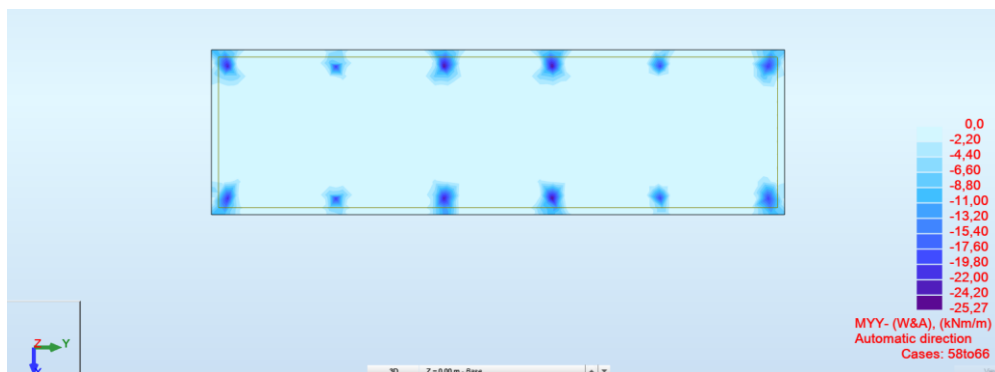 0,0
-2,20
-4,40
-6,60
-8,80
-11,00
-13,20
-15,40
-17,60
-19,80
-22,00
-24,20
-25,27
MYY- (W&A), (kNm/m)
Automatic direction
Cases: 58to66
Z Y
X
3D Z = 0.00 m - Base